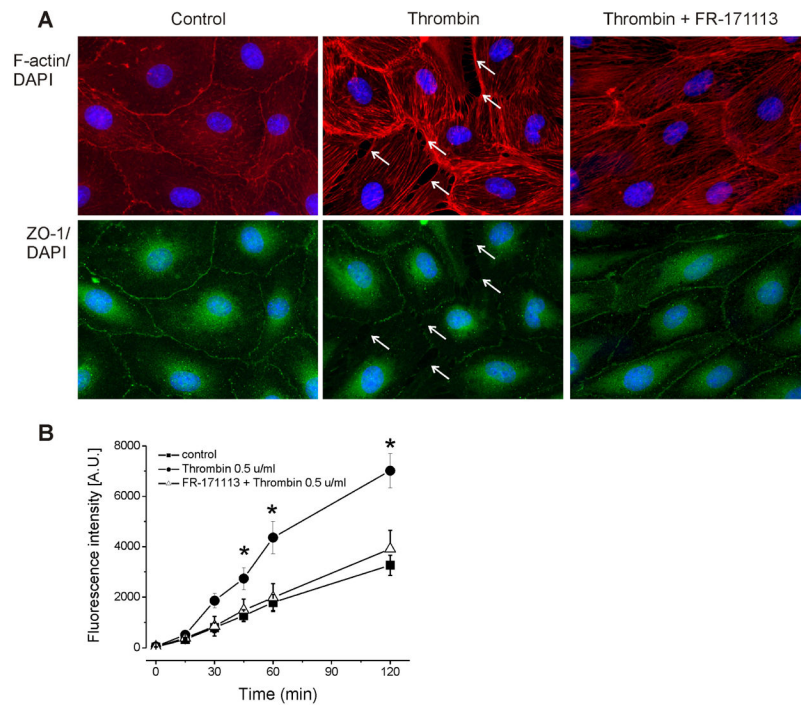 A
Control
Thrombin
Thrombin + FR-171113
F-actin/
DAPI
ZO-1/
DAPI
B
Fluorescence intensity [A.U.]
8000
6000
4000
2000
0
control
Thrombin 0.5 u/ml
FR-171113 + Thrombin 0.5 u/ml
*
*
*
0
30
60
90
120
Time (min)